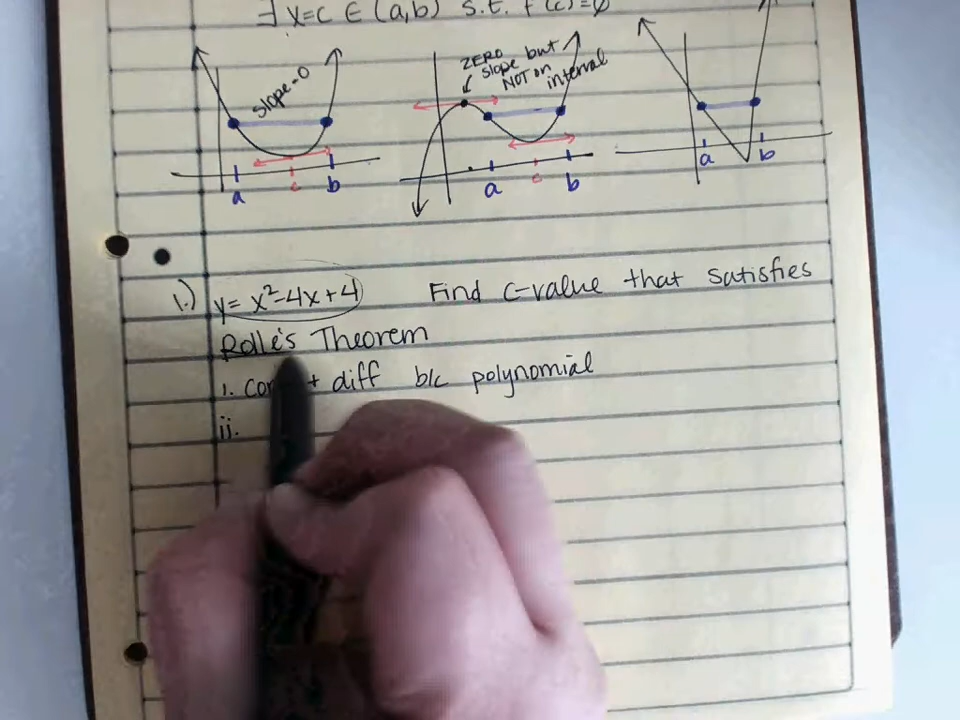 ∃ x=c ∈ (a,b) s.t. f'(c)=0
slope=0
a c b
ZERO
slope but
NOT on
interval
a c b
a b
1.) y= x²-4x+4 Find c-value that satisfies
Rolle's Theorem
i. + diff b/c polynomial
ii.